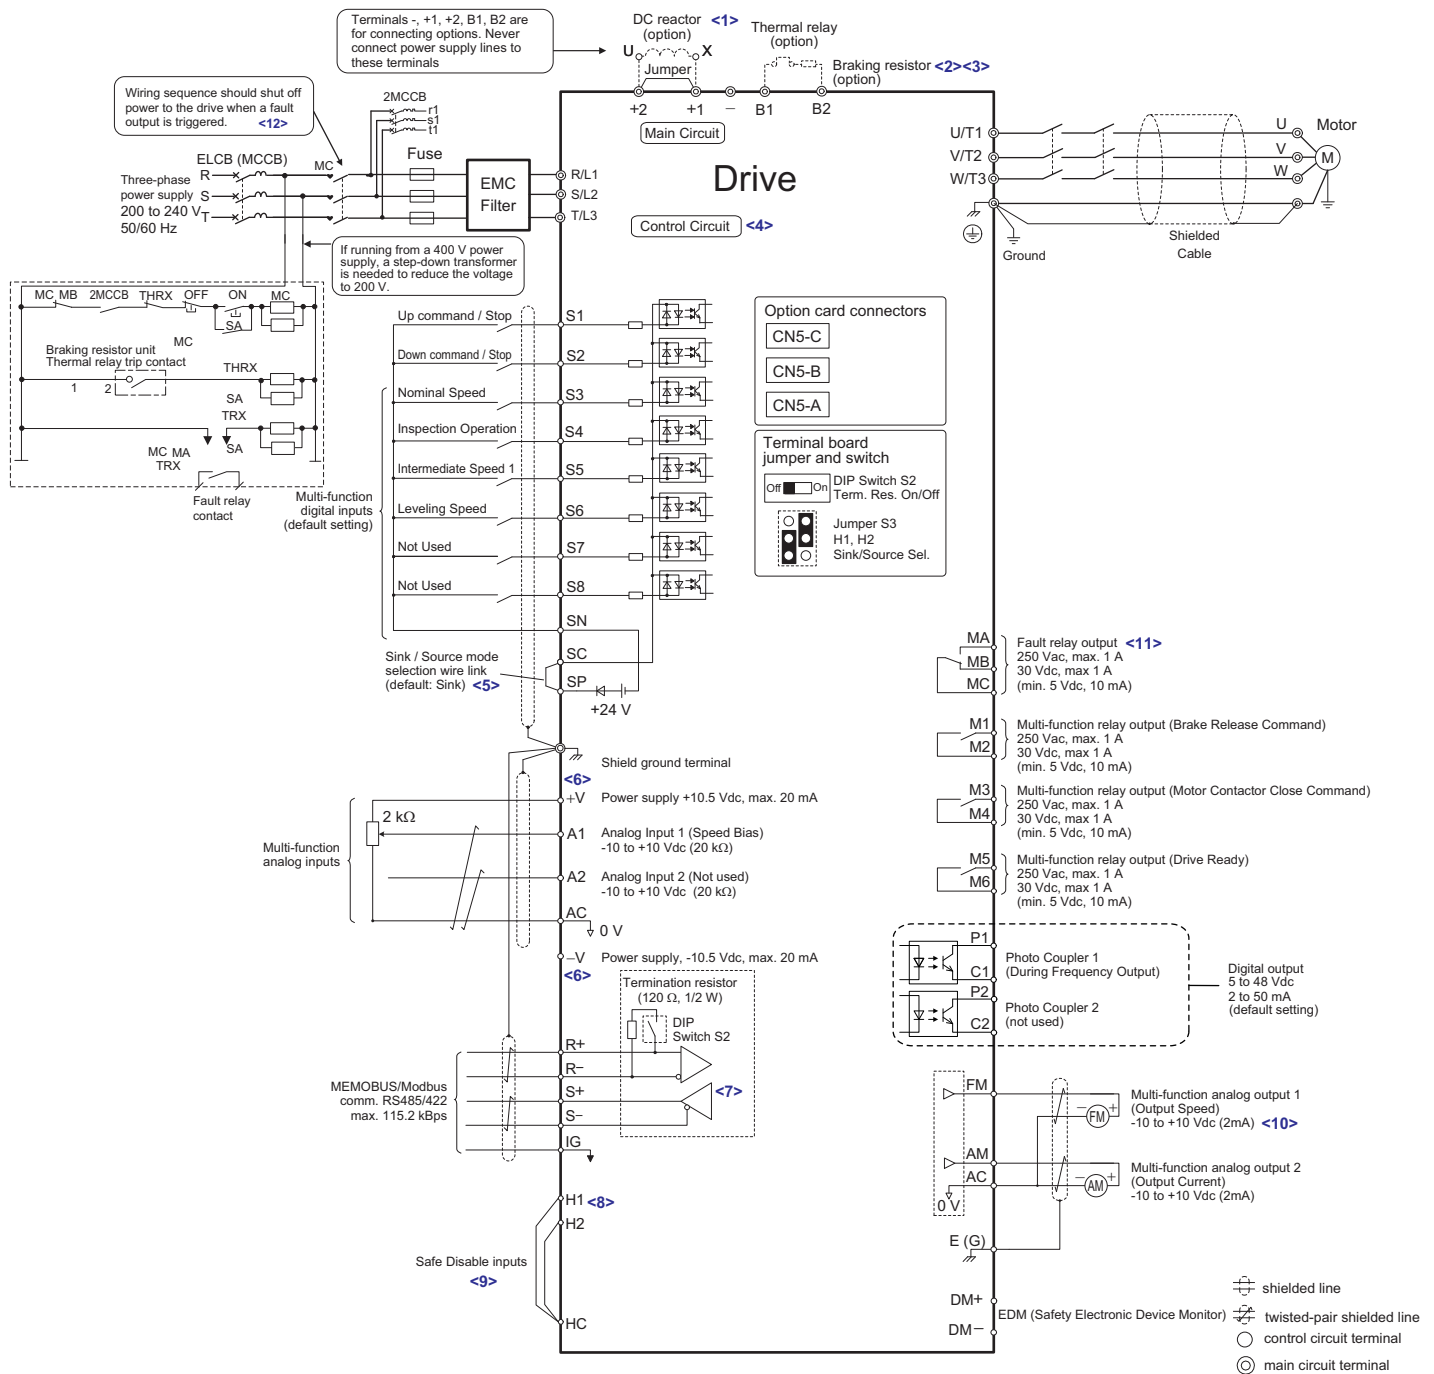 Terminals -, +1, +2, B1, B2 are
for connecting options. Never
connect power supply lines to
these terminals
DC reactor <1>
(option)
U X
Jumper
Thermal relay
(option)
Braking resistor <2><3>
(option)
+2 +1 – B1 B2
Main Circuit
Drive
Control Circuit <4>
Wiring sequence should shut off
power to the drive when a fault
output is triggered. <12>
2MCCB
r1
s1
t1
ELCB (MCCB)
MC
Fuse
Three-phase
power supply
200 to 240 V
50/60 Hz
R
S
T
EMC
Filter
R/L1
S/L2
T/L3
If running from a 400 V power
supply, a step-down transformer
is needed to reduce the voltage
to 200 V.
U/T1
V/T2
W/T3
U
V
W
Motor
M
Ground
Shielded
Cable
MC MB 2MCCB THRX OFF ON MC
SA
MC
Braking resistor unit
Thermal relay trip contact
1 2
THRX
SA
TRX
MC MA
TRX
SA
Fault relay
contact
Up command / Stop S1
Down command / Stop S2
Nominal Speed S3
Inspection Operation S4
Intermediate Speed 1 S5
Leveling Speed S6
Not Used S7
Not Used S8
Multi-function
digital inputs
(default setting)
SN
SC
SP
+24 V
Sink / Source mode
selection wire link
(default: Sink) <5>
Option card connectors
CN5-C
CN5-B
CN5-A
Terminal board
jumper and switch
Off On
DIP Switch S2
Term. Res. On/Off
Jumper S3
H1, H2
Sink/Source Sel.
Shield ground terminal
<6>
+V Power supply +10.5 Vdc, max. 20 mA
2 kΩ
A1 Analog Input 1 (Speed Bias)
-10 to +10 Vdc (20 kΩ)
Multi-function
analog inputs
A2 Analog Input 2 (Not used)
-10 to +10 Vdc (20 kΩ)
AC
0 V
–V Power supply, -10.5 Vdc, max. 20 mA
<6>
Termination resistor
(120 Ω, 1/2 W)
DIP
Switch S2
R+
R–
S+
S–
IG
<7>
MEMOBUS/Modbus
comm. RS485/422
max. 115.2 kBps
H1 <8>
H2
Safe Disable inputs
<9>
HC
MA
MB
MC
Fault relay output <11>
250 Vac, max. 1 A
30 Vdc, max 1 A
(min. 5 Vdc, 10 mA)
M1
M2
Multi-function relay output (Brake Release Command)
250 Vac, max. 1 A
30 Vdc, max 1 A
(min. 5 Vdc, 10 mA)
M3
M4
Multi-function relay output (Motor Contactor Close Command)
250 Vac, max. 1 A
30 Vdc, max 1 A
(min. 5 Vdc, 10 mA)
M5
M6
Multi-function relay output (Drive Ready)
250 Vac, max. 1 A
30 Vdc, max 1 A
(min. 5 Vdc, 10 mA)
P1
C1
Photo Coupler 1
(During Frequency Output)
P2
C2
Photo Coupler 2
(not used)
Digital output
5 to 48 Vdc
2 to 50 mA
(default setting)
FM
– FM +
Multi-function analog output 1
(Output Speed)
-10 to +10 Vdc (2mA) <10>
AM
AC
0 V
– AM +
Multi-function analog output 2
(Output Current)
-10 to +10 Vdc (2mA)
E (G)
DM+
EDM (Safety Electronic Device Monitor)
DM–
shielded line
twisted-pair shielded line
control circuit terminal
main circuit terminal